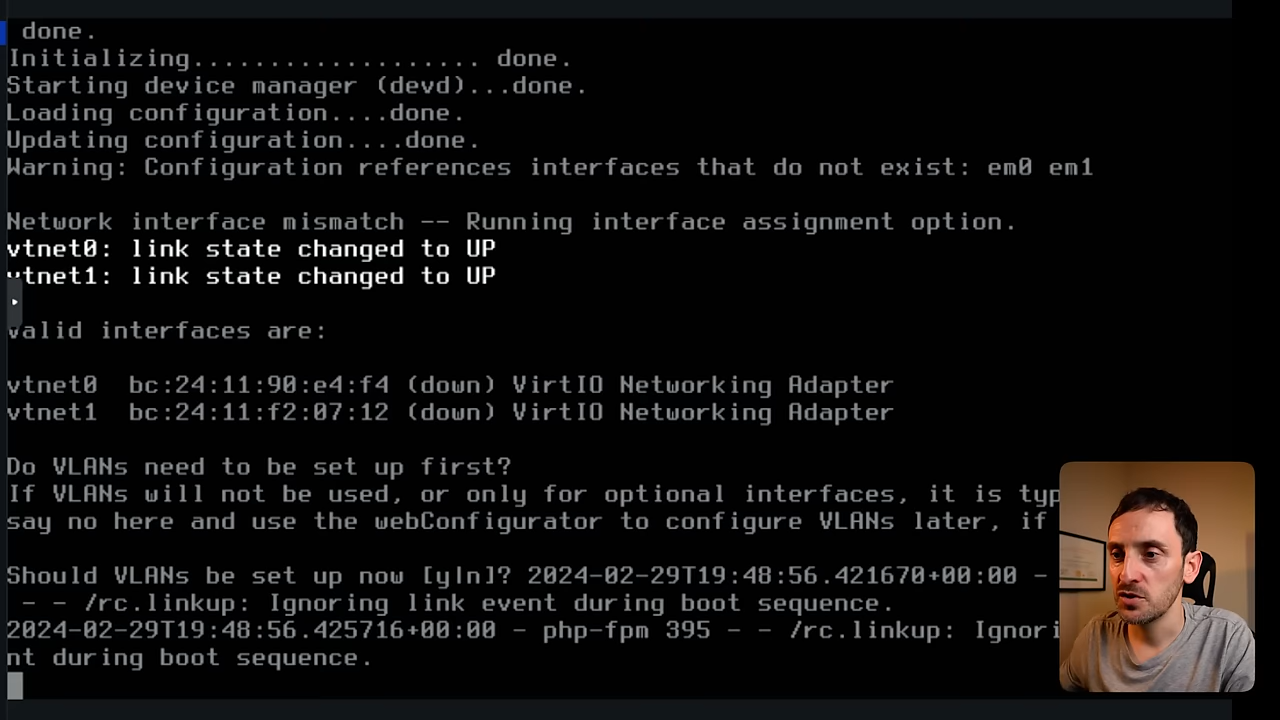 done.
Initializing................... done.
Starting device manager (devd)...done.
Loading configuration....done.
Updating configuration....done.
Warning: Configuration references interfaces that do not exist: em0 em1
Network interface mismatch -- Running interface assignment option.
vtnet0: link state changed to UP
vtnet1: link state changed to UP
Valid interfaces are:
vtnet0  bc:24:11:90:e4:f4 (down) VirtIO Networking Adapter
vtnet1  bc:24:11:f2:07:12 (down) VirtIO Networking Adapter
Do VLANs need to be set up first?
If VLANs will not be used, or only for optional interfaces, it is
say no here and use the webConfigurator to configure VLANs later, if
Should VLANs be set up now [y|n]? 2024-02-29T19:48:56.421670+00:00 -
- - /rc.linkup: Ignoring link event during boot sequence.
2024-02-29T19:48:56.425716+00:00 - php-fpm 395 - - /rc.linkup:
nt during boot sequence.